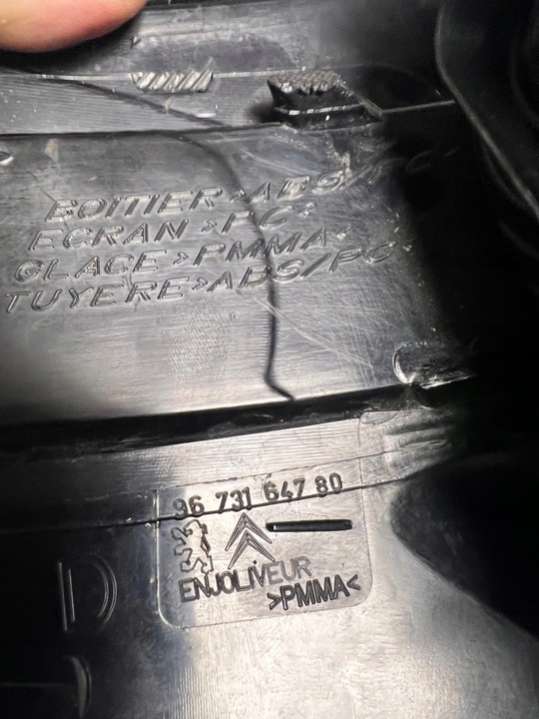 BOITIER >ABS/PC
ECRAN >PC<
GLACE >PMMA<
TUYERE >ABS/PC<
96 731 647 80
ENJOLIVEUR
>PMMA<
D